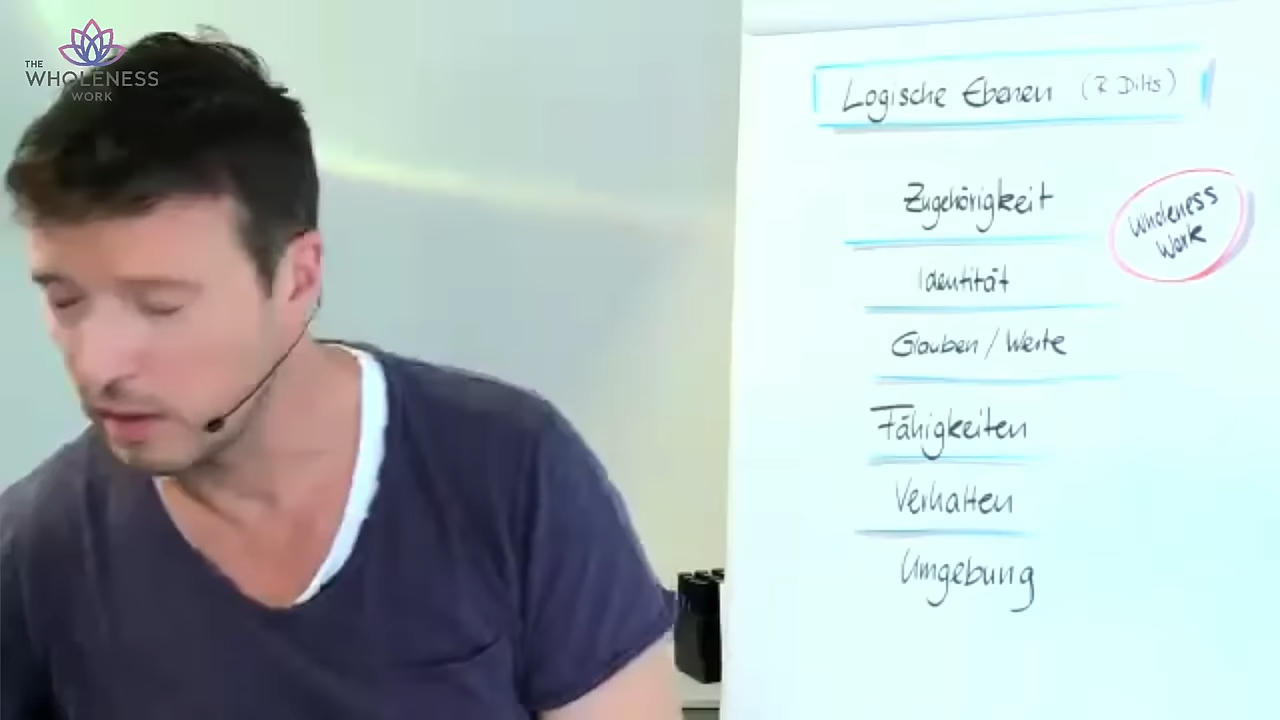 THE
WHOLENESS
WORK
Logische Ebenen (R Dilts)
Zugehörigkeit
Wholeness
Work
Identität
Glauben / Werte
Fähigkeiten
Verhalten
Umgebung